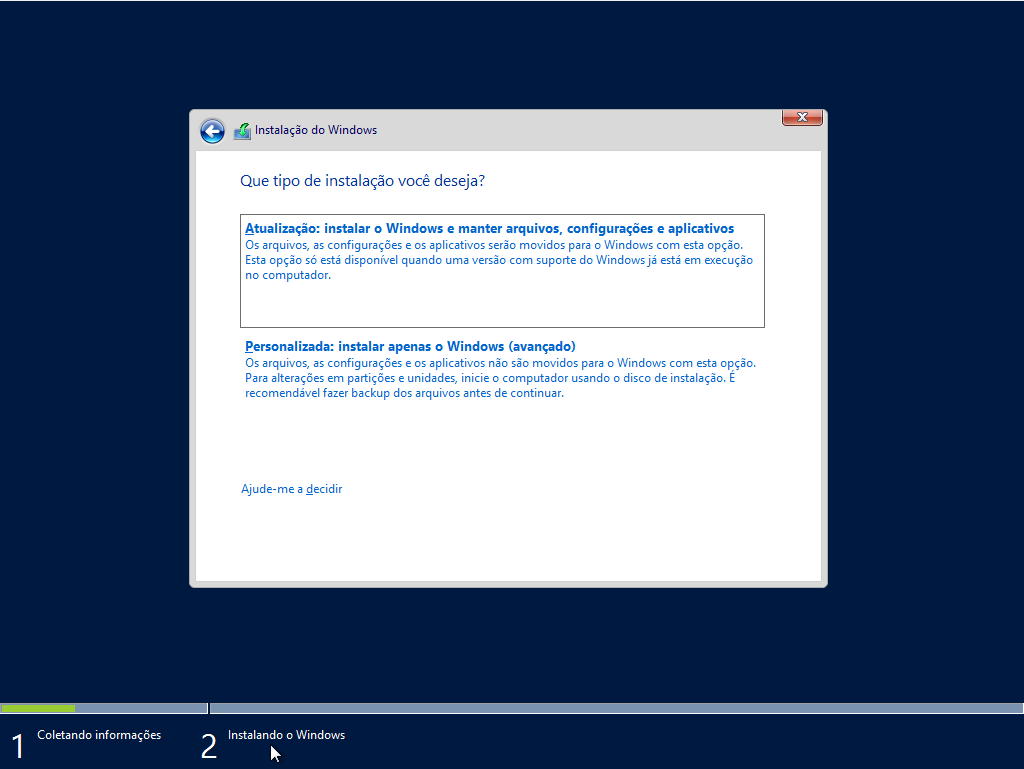 Instalação do Windows
Que tipo de instalação você deseja?
Atualização: instalar o Windows e manter arquivos, configurações e aplicativos
Os arquivos, as configurações e os aplicativos serão movidos para o Windows com esta opção.
Esta opção só está disponível quando uma versão com suporte do Windows já está em execução
no computador.
Personalizada: instalar apenas o Windows (avançado)
Os arquivos, as configurações e os aplicativos não são movidos para o Windows com esta opção.
Para alterações em partições e unidades, inicie o computador usando o disco de instalação. É
recomendável fazer backup dos arquivos antes de continuar.
Ajude-me a decidir
1 Coletando informações
2 Instalando o Windows